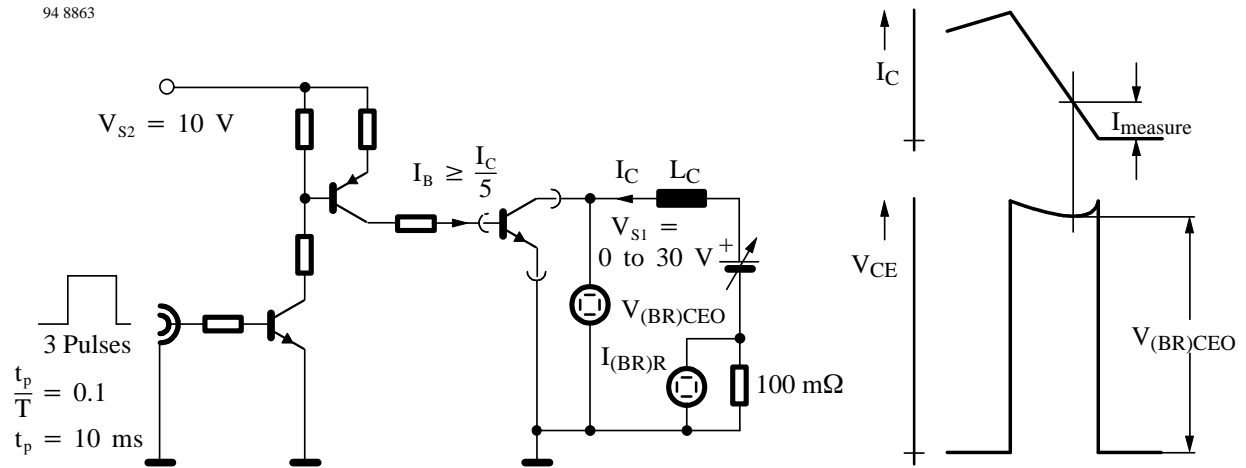 94 8863
V_S2 = 10 V
I_B ≥ I_C/5
I_C
L_C
V_S1 =
0 to 30 V
+
V_(BR)CEO
I_(BR)R
100 mΩ
3 Pulses
t_p/T = 0.1
t_p = 10 ms
I_C
I_measure
V_CE
V_(BR)CEO